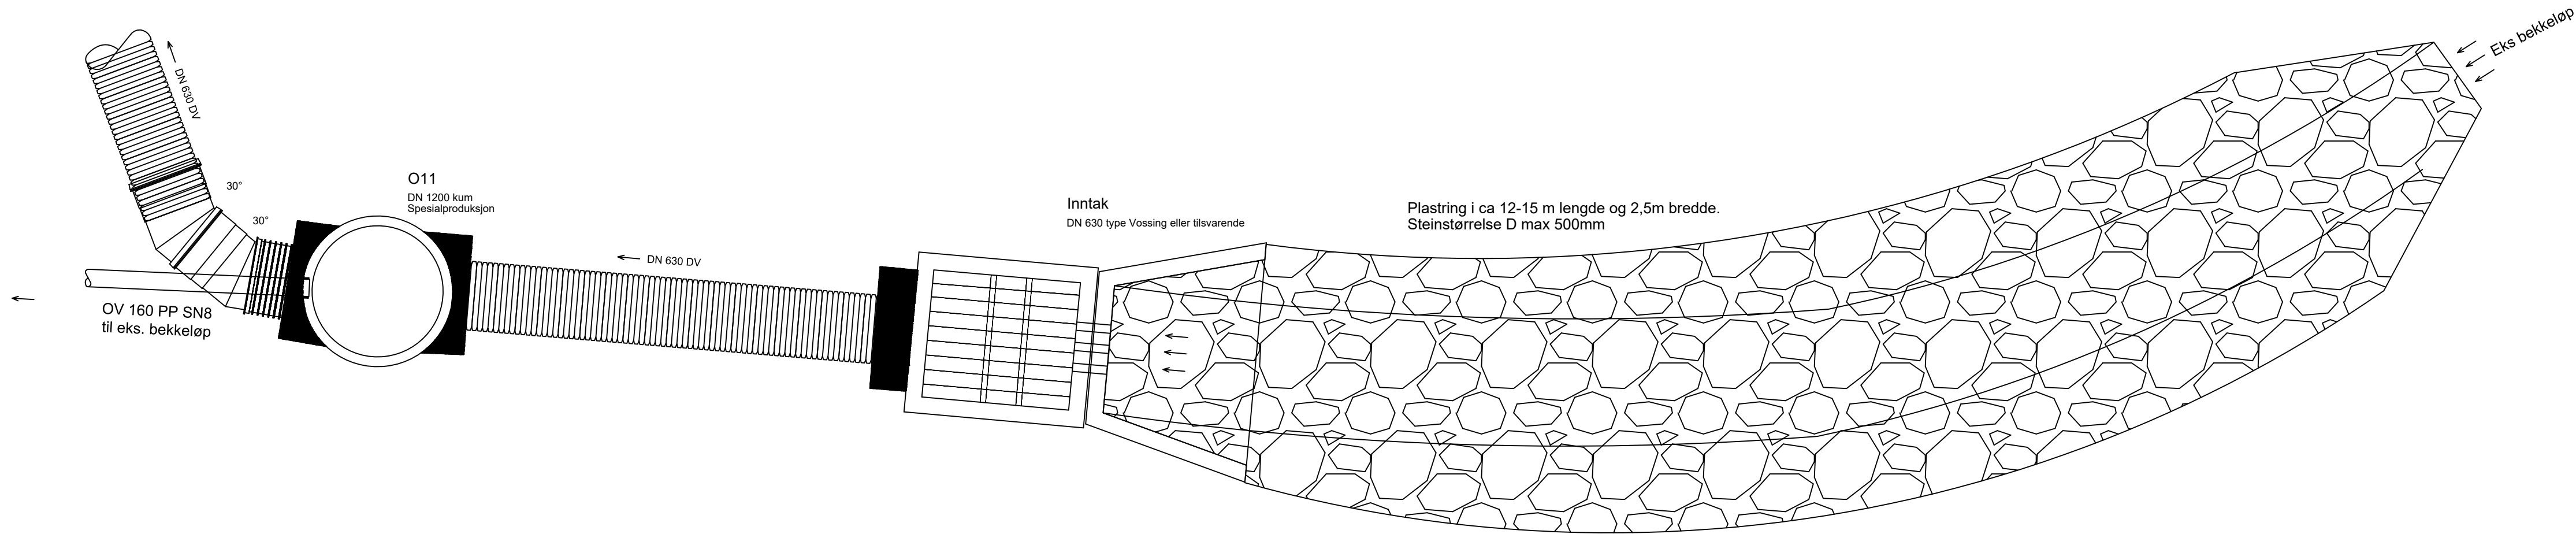 Eks bekkeløp
DN 630 DV
30°
30°
O11
DN 1200 kum
Spesialproduksjon
Inntak
DN 630 type Vossing eller tilsvarende
Plastring i ca 12-15 m lengde og 2,5m bredde.
Steinstørrelse D max 500mm
DN 630 DV
OV 160 PP SN8
til eks. bekkeløp